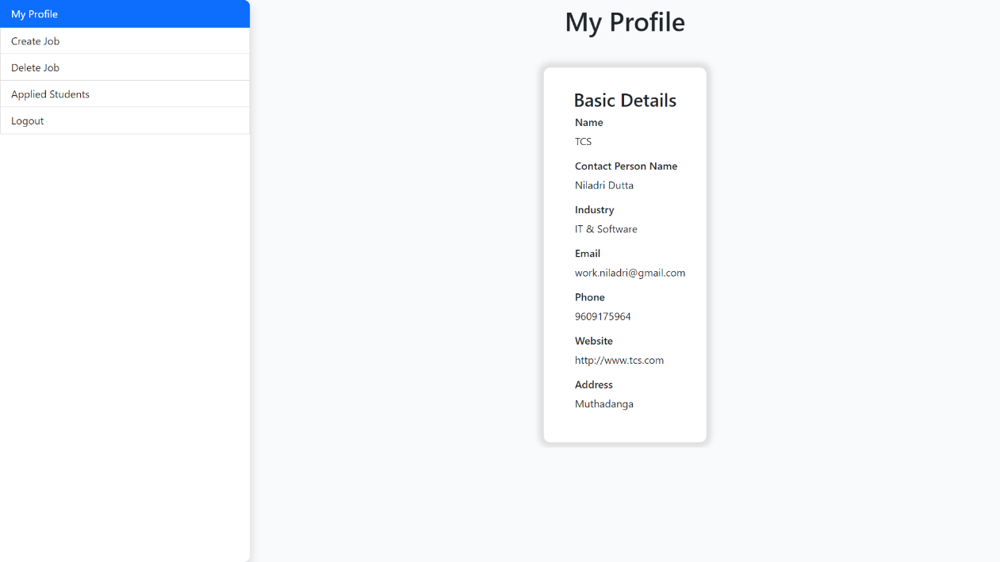 My Profile
Create Job
Delete Job
Applied Students
Logout
My Profile
Basic Details
Name
TCS
Contact Person Name
Niladri Dutta
Industry
IT & Software
Email
work.niladri@gmail.com
Phone
9609175964
Website
http://www.tcs.com
Address
Muthadanga